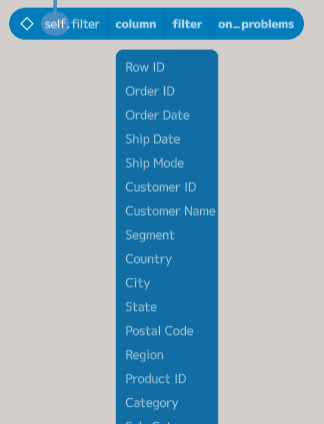 self.filter column filter on_problems
Row ID
Order ID
Order Date
Ship Date
Ship Mode
Customer ID
Customer Name
Segment
Country
City
State
Postal Code
Region
Product ID
Category